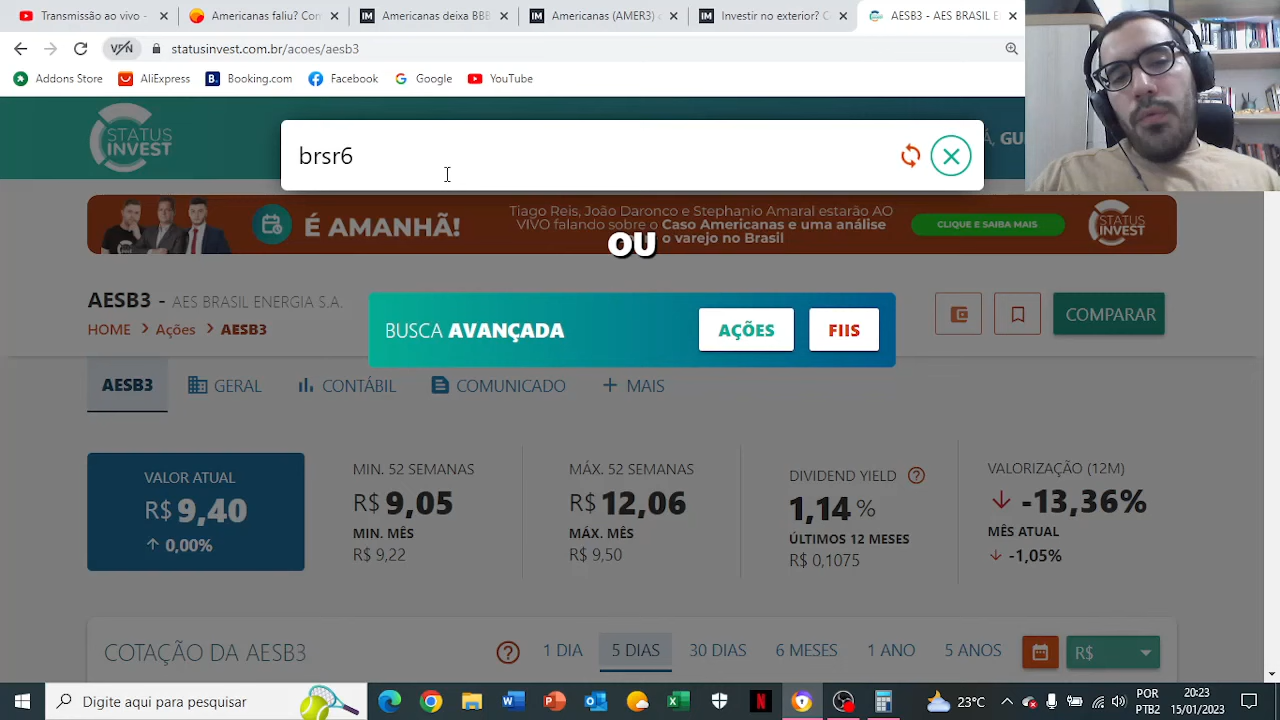 Transmissão ao vivo -
Americanas faliu? Com
Americanas deixa BBB
Americanas (AMER3) c
Investir no exterior? C
AESB3 - AES BRASIL E
VPN
statusinvest.com.br/acoes/aesb3
Addons Store
AliExpress
Booking.com
Facebook
Google
YouTube
STATUS
INVEST
brsr6
Á, GU
É AMANHÃ!
Tiago Reis, João Daronco e Stephanio Amaral estarão AO
VIVO falando sobre o Caso Americanas e uma análise
o varejo no Brasil
CLIQUE E SAIBA MAIS
STATUS
INVEST
OU
AESB3 - AES BRASIL ENERGIA S.A.
HOME > Ações > AESB3
BUSCA AVANÇADA
AÇÕES
FIIS
COMPARAR
AESB3
GERAL
CONTÁBIL
COMUNICADO
+ MAIS
VALOR ATUAL
R$ 9,40
↑ 0,00%
MIN. 52 SEMANAS
R$ 9,05
MIN. MÊS
R$ 9,22
MÁX. 52 SEMANAS
R$ 12,06
MÁX. MÊS
R$ 9,50
DIVIDEND YIELD ?
1,14 %
ÚLTIMOS 12 MESES
R$ 0,1075
VALORIZAÇÃO (12M)
↓ -13,36%
MÊS ATUAL
↓ -1,05%
COTAÇÃO DA AESB3
?
1 DIA
5 DIAS
30 DIAS
6 MESES
1 ANO
5 ANOS
R$
Digite aqui para pesquisar
23°C
POR
20:23
15/01/2023